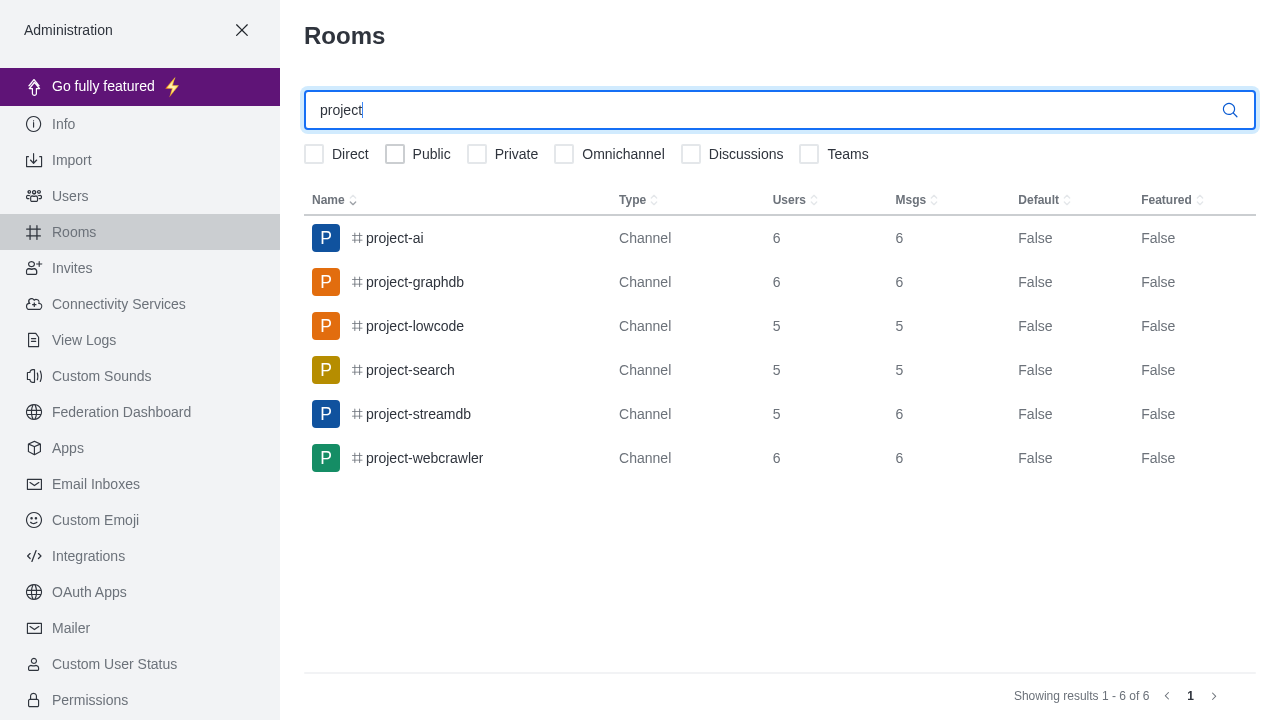 Administration
Go fully featured
Info
Import
Users
Rooms
Invites
Connectivity Services
View Logs
Custom Sounds
Federation Dashboard
Apps
Email Inboxes
Custom Emoji
Integrations
OAuth Apps
Mailer
Custom User Status
Permissions
Rooms
project
Direct Public Private Omnichannel Discussions Teams
Name Type Users Msgs Default Featured
P project-ai Channel 6 6 False False
P project-graphdb Channel 6 6 False False
P project-lowcode Channel 5 5 False False
P project-search Channel 5 5 False False
P project-streamdb Channel 5 6 False False
P project-webcrawler Channel 6 6 False False
Showing results 1 - 6 of 6 1